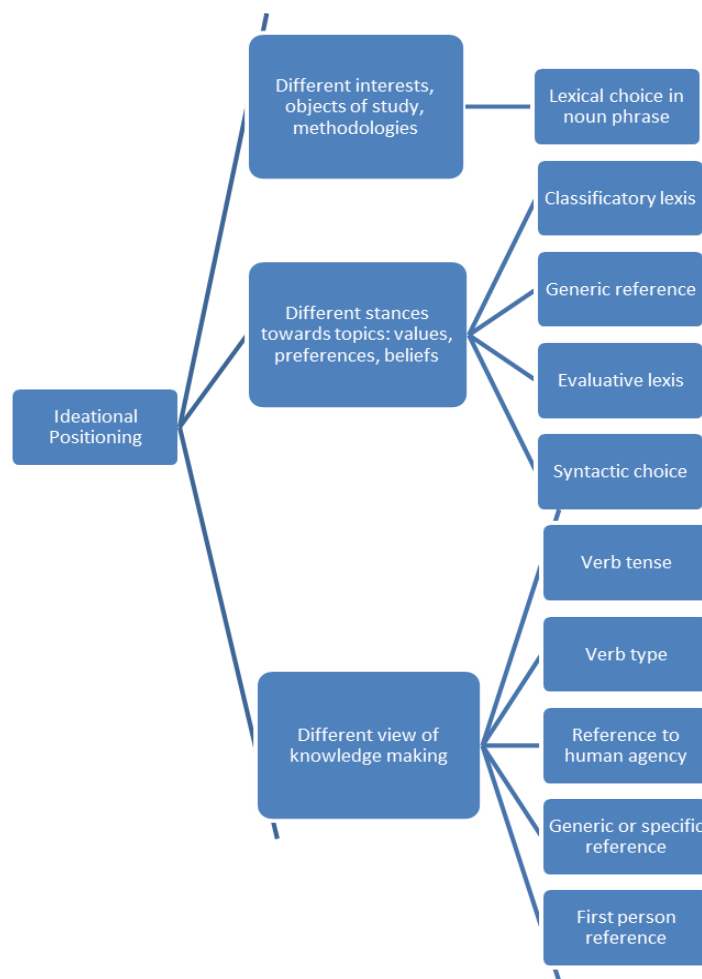 Different interests,
objects of study,
methodologies
Lexical choice in
noun phrase
Classificatory lexis
Generic reference
Different stances
towards topics: values,
preferences, beliefs
Evaluative lexis
Ideational
Positioning
Syntactic choice
Verb tense
Verb type
Different view of
knowledge making
Reference to
human agency
Generic or specific
reference
First person
reference